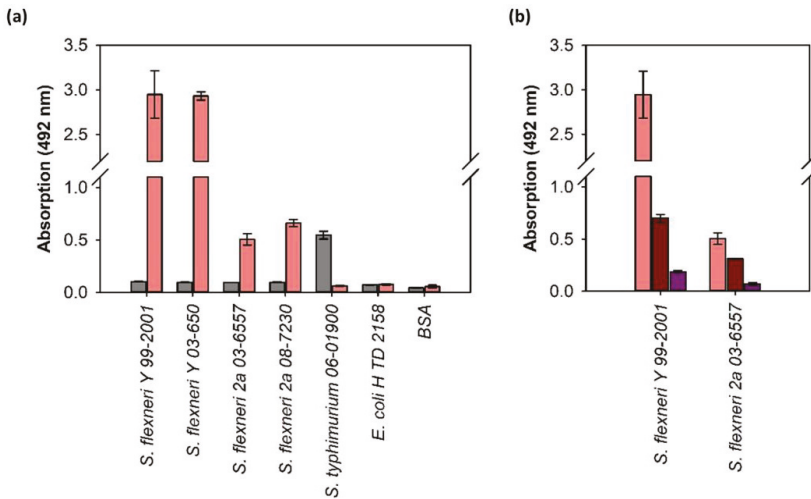 (a)
3.5
3.0
2.5
1.0
0.5
0.0
Absorption (492 nm)
S. flexneri Y 99-2001
S. flexneri Y 03-650
S. flexneri 2a 03-6557
S. flexneri 2a 08-7230
S. typhimurium 06-01900
E. coli H TD 2158
BSA
(b)
3.5
3.0
2.5
1.0
0.5
0.0
Absorption (492 nm)
S. flexneri Y 99-2001
S. flexneri 2a 03-6557